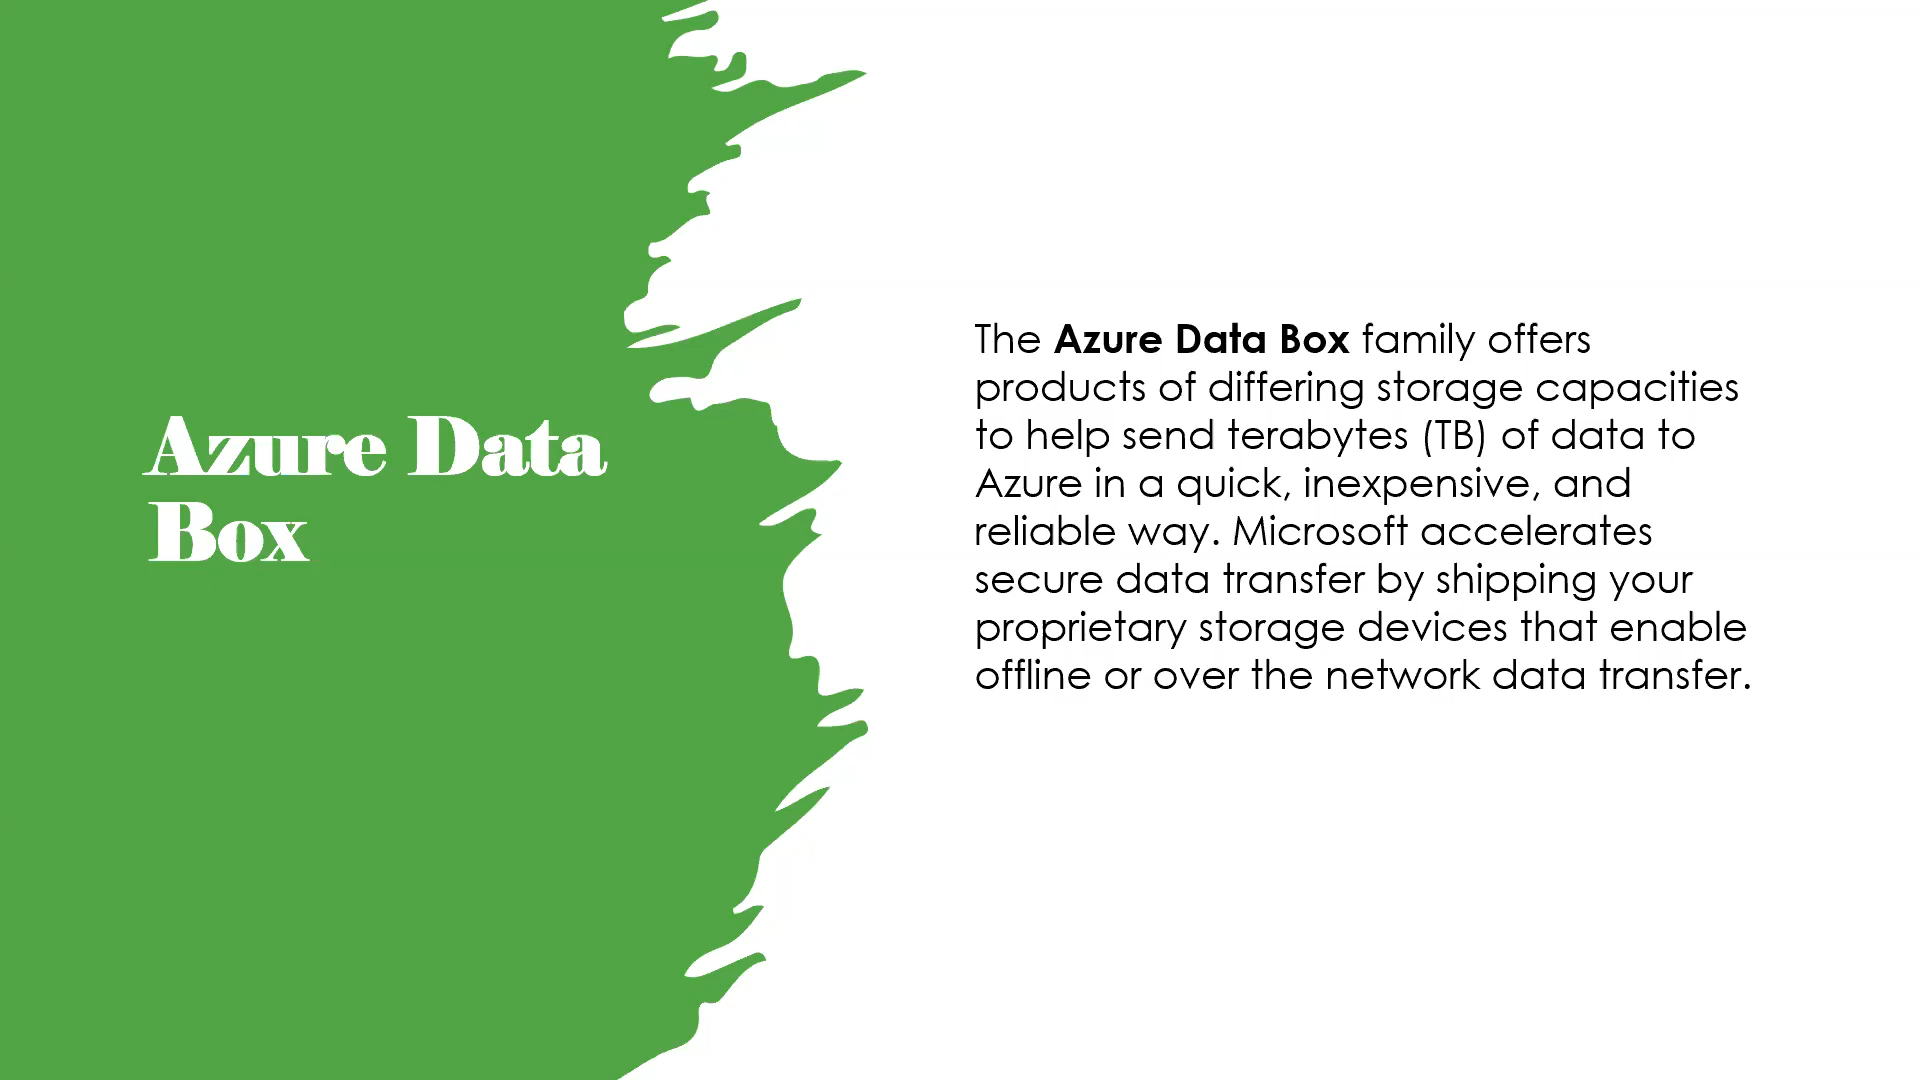 Azure Data
Box
The Azure Data Box family offers
products of differing storage capacities
to help send terabytes (TB) of data to
Azure in a quick, inexpensive, and
reliable way. Microsoft accelerates
secure data transfer by shipping your
proprietary storage devices that enable
offline or over the network data transfer.